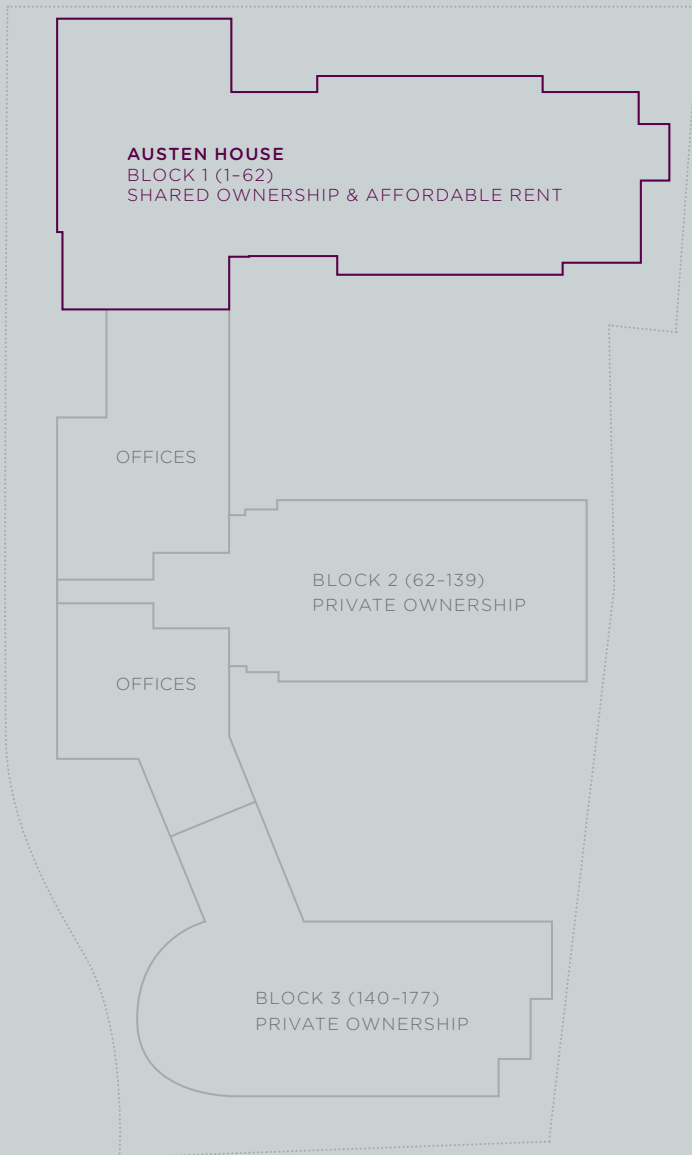 AUSTEN HOUSE
BLOCK 1 (1–62)
SHARED OWNERSHIP & AFFORDABLE RENT
OFFICES
BLOCK 2 (62–139)
PRIVATE OWNERSHIP
OFFICES
BLOCK 3 (140–177)
PRIVATE OWNERSHIP